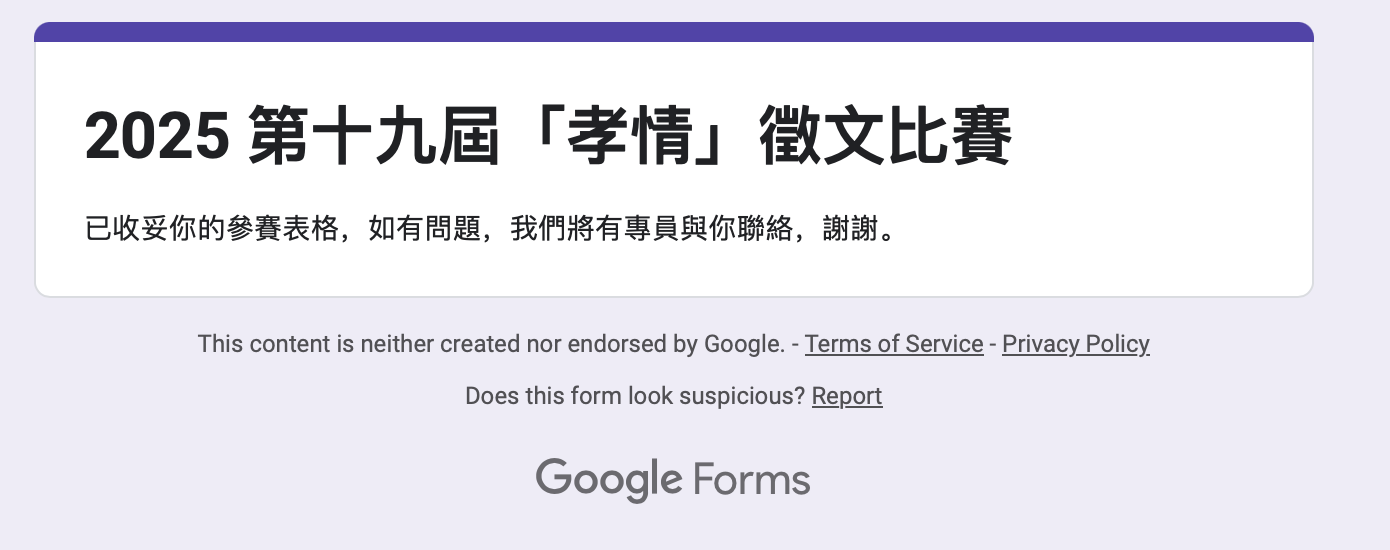 2025 第十九屆「孝情」徵文比賽
已收妥你的參賽表格，如有問題，我們將有專員與你聯絡，謝謝。
This content is neither created nor endorsed by Google. - Terms of Service - Privacy Policy
Does this form look suspicious? Report
Google Forms